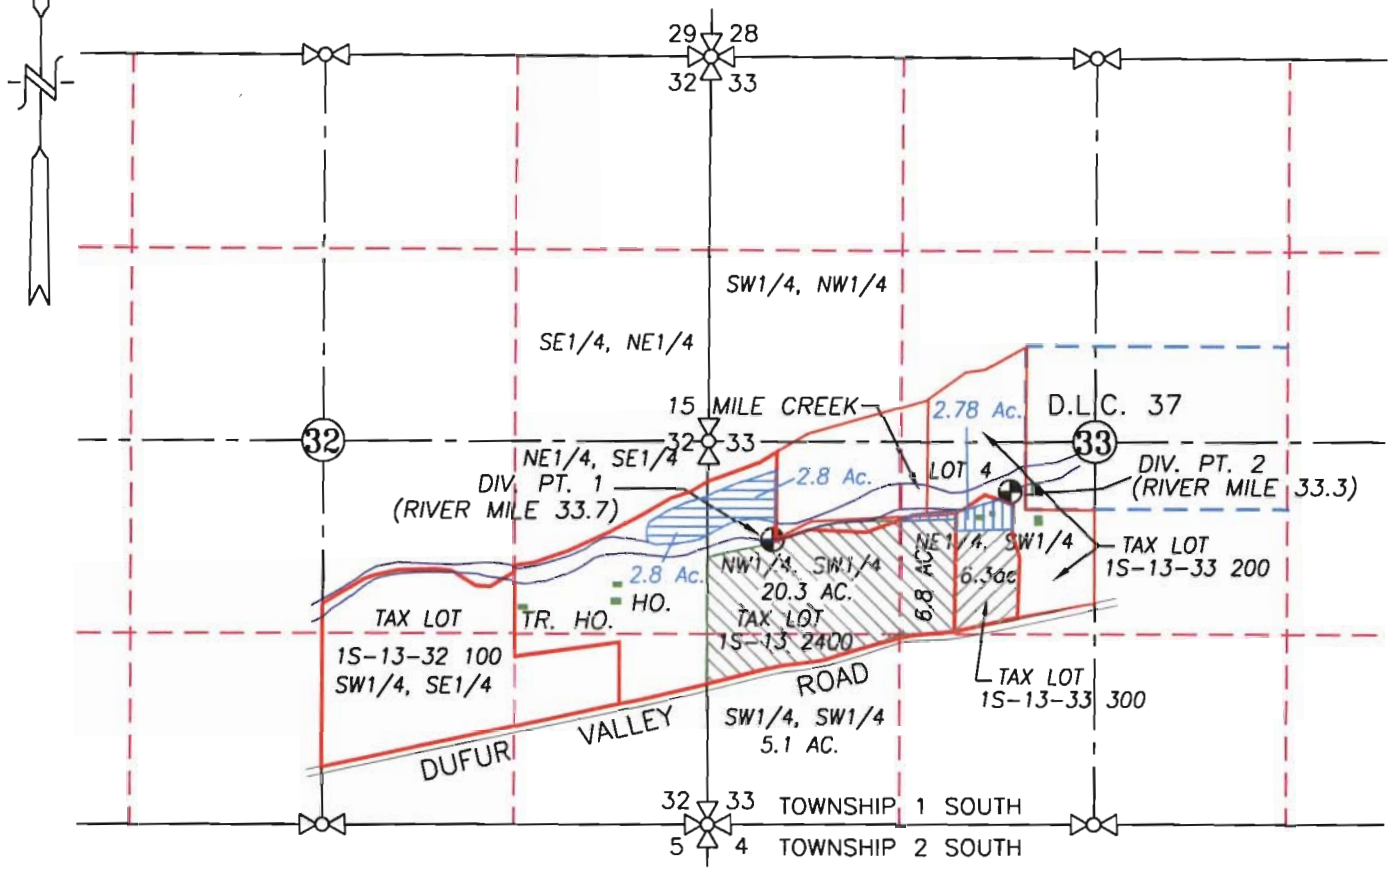 N
29 28
32 33
SW1/4, NW1/4
SE1/4, NE1/4
15 MILE CREEK
2.78 Ac.
D.L.C. 37
32
32 33
33
NE1/4, SE1/4
2.8 Ac.
LOT 4
DIV. PT. 1
(RIVER MILE 33.7)
DIV. PT. 2
(RIVER MILE 33.3)
2.8 Ac.
NW1/4, SW1/4
20.3 AC.
NE1/4, SW1/4
6.8 AC.
6.3ac
TAX LOT
1S-13-33 200
TAX LOT
1S-13-32 100
SW1/4, SE1/4
TR. HO.
HO.
TAX LOT
1S-13 2400
TAX LOT
1S-13-33 300
DUFUR VALLEY ROAD
SW1/4, SW1/4
5.1 AC.
32 33 TOWNSHIP 1 SOUTH
5 4 TOWNSHIP 2 SOUTH